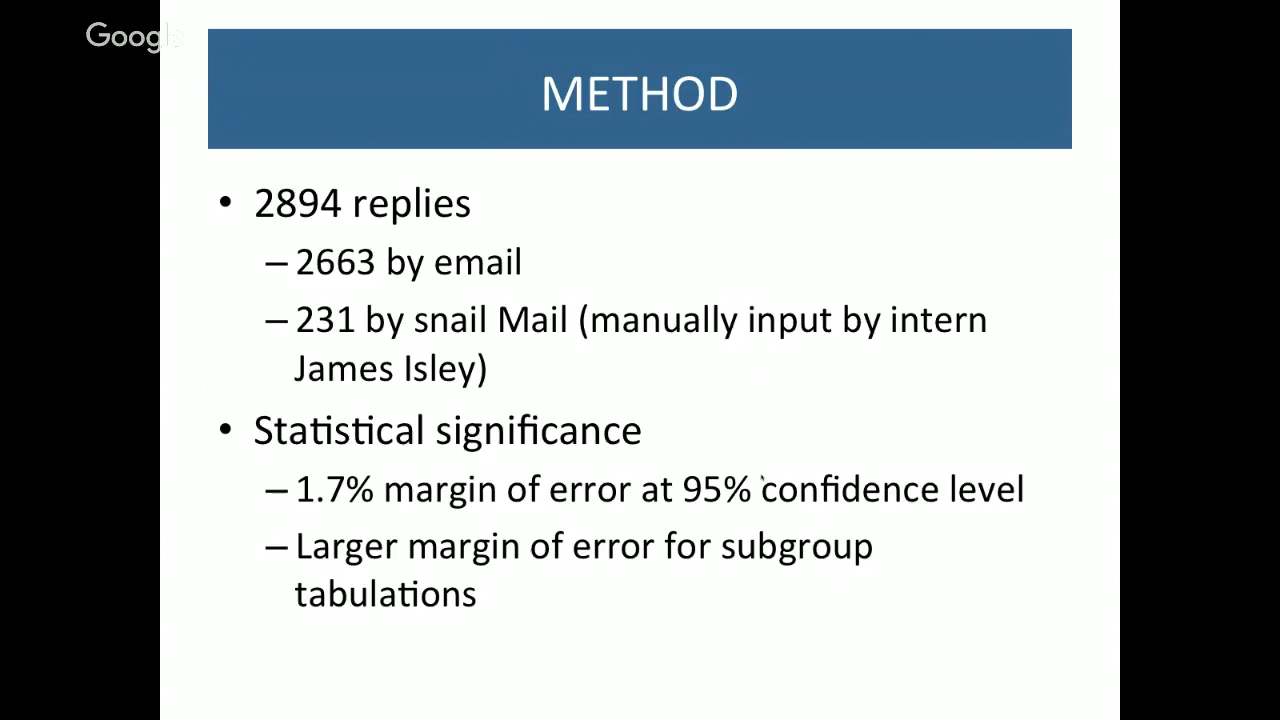 Google
METHOD
• 2894 replies
– 2663 by email
– 231 by snail Mail (manually input by intern
James Isley)
• Statistical significance
– 1.7% margin of error at 95% confidence level
– Larger margin of error for subgroup
tabulations